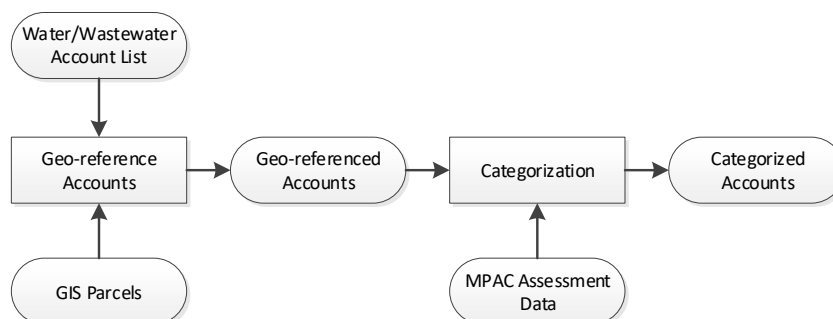 Water/Wastewater
Account List
Geo-reference
Accounts
Geo-referenced
Accounts
Categorization
Categorized
Accounts
GIS Parcels
MPAC Assessment
Data